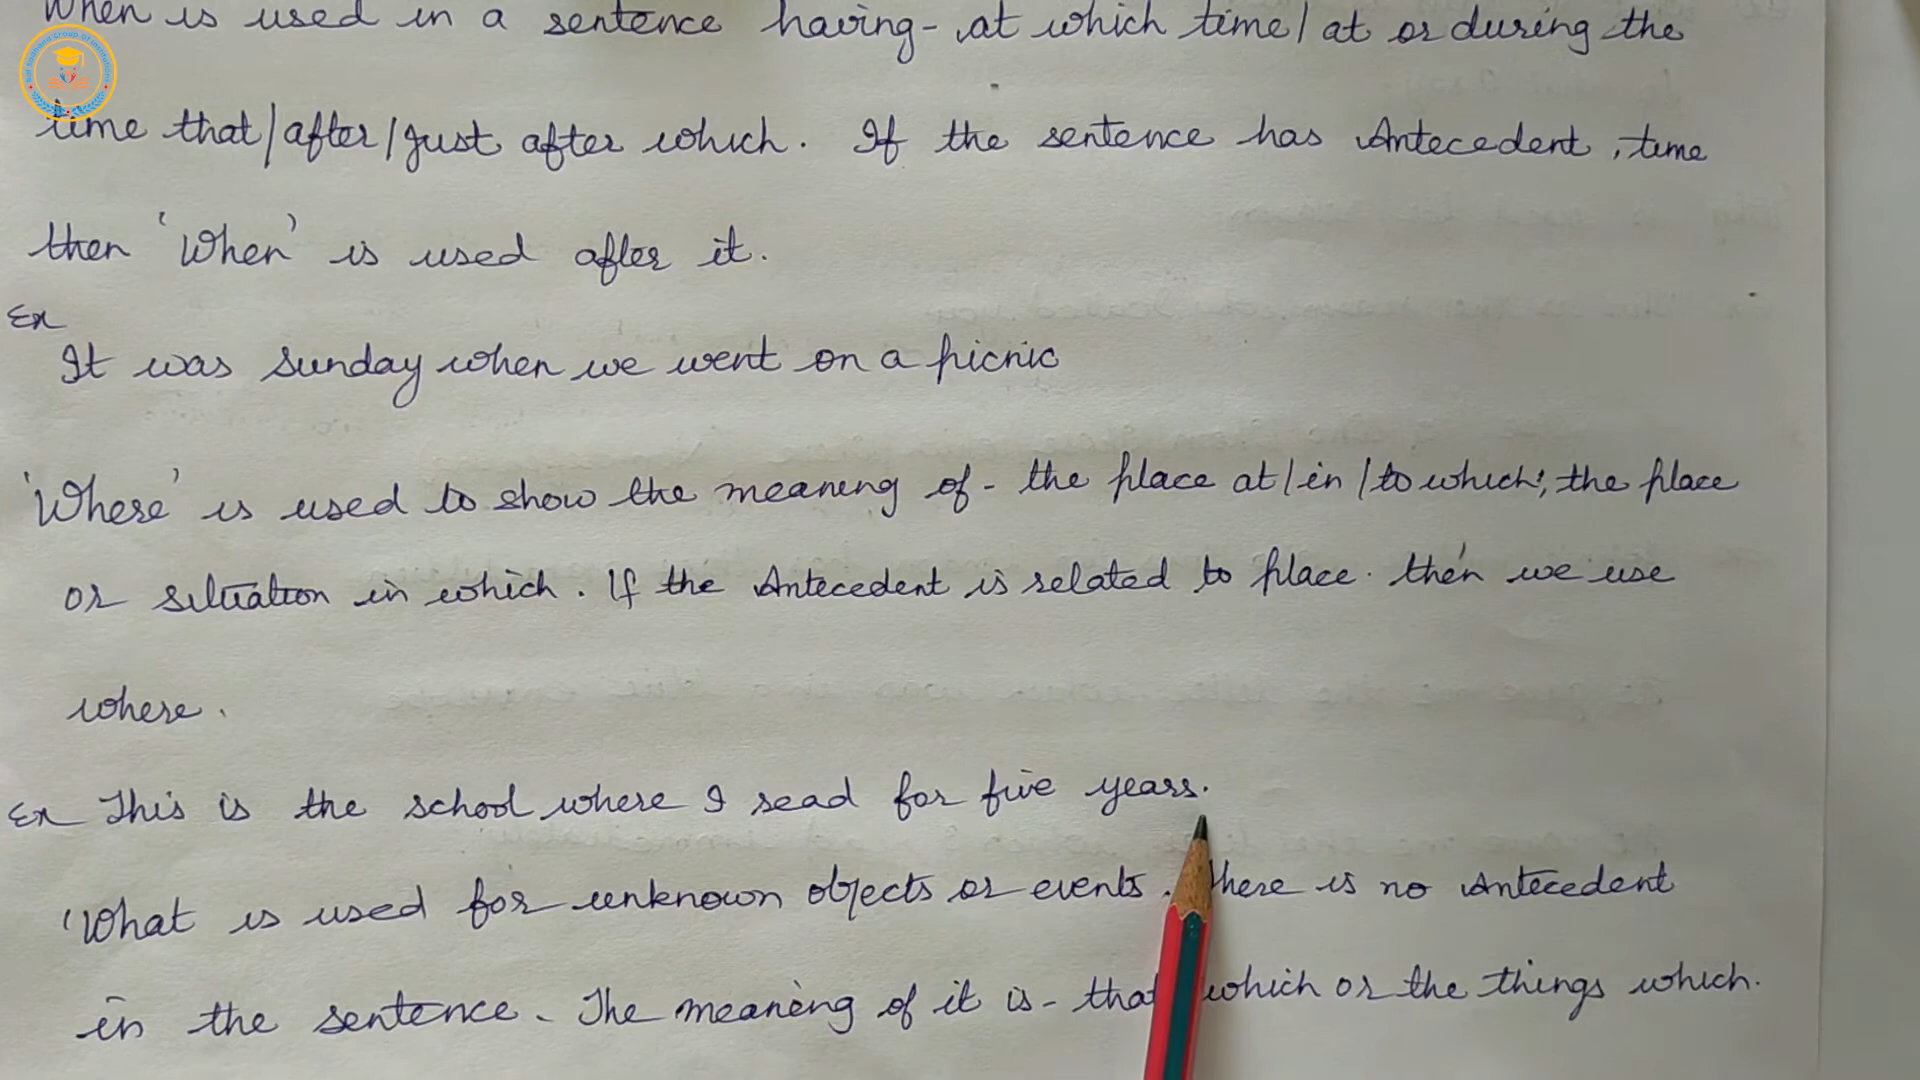 When is used in a sentence having- at which time/ at or during the
time that/after/just after which. If the sentence has Antecedent, time
then 'When' is used after it.
Ex
It was Sunday when we went on a picnic
'Where' is used to show the meaning of - the place at/in/to which; the place
or situation in which. If the Antecedent is related to place. then we use
where.
Ex This is the school where I read for five years.
'What is used for unknown objects or events. There is no Antecedent
in the sentence. The meaning of it is - that which or the things which.